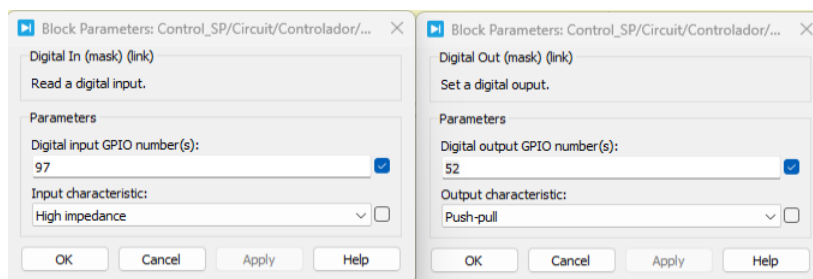 Block Parameters: Control_SP/Circuit/Controlador/...
Digital In (mask) (link)
Read a digital input.
Parameters
Digital input GPIO number(s):
97
Input characteristic:
High impedance
OK Cancel Apply Help
Block Parameters: Control_SP/Circuit/Controlador/...
Digital Out (mask) (link)
Set a digital ouput.
Parameters
Digital output GPIO number(s):
52
Output characteristic:
Push-pull
OK Cancel Apply Help